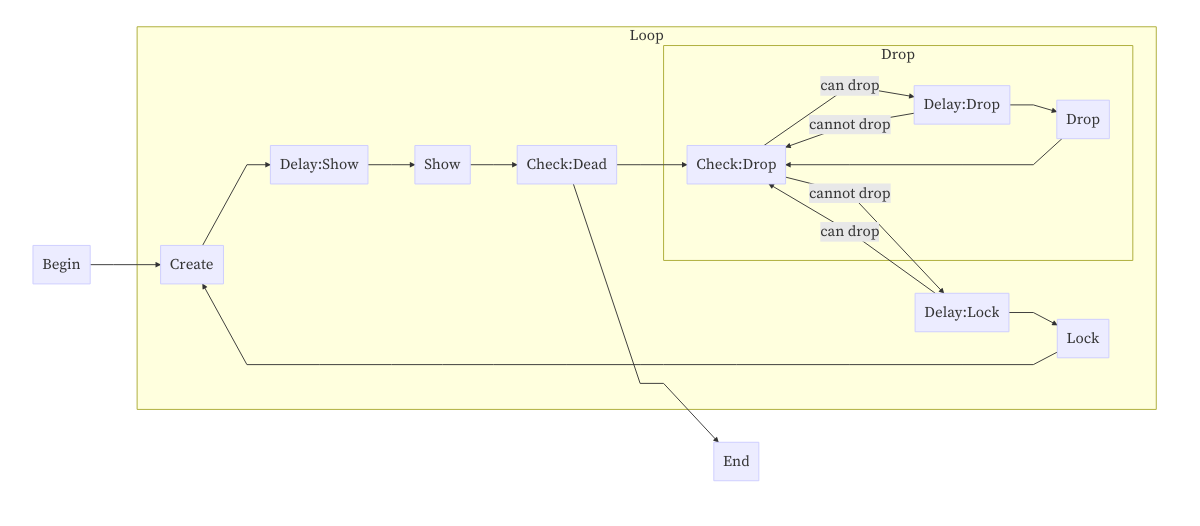 Loop
Drop
can drop
Delay:Drop
Drop
cannot drop
Delay:Show
Show
Check:Dead
Check:Drop
cannot drop
can drop
Begin
Create
Delay:Lock
Lock
End